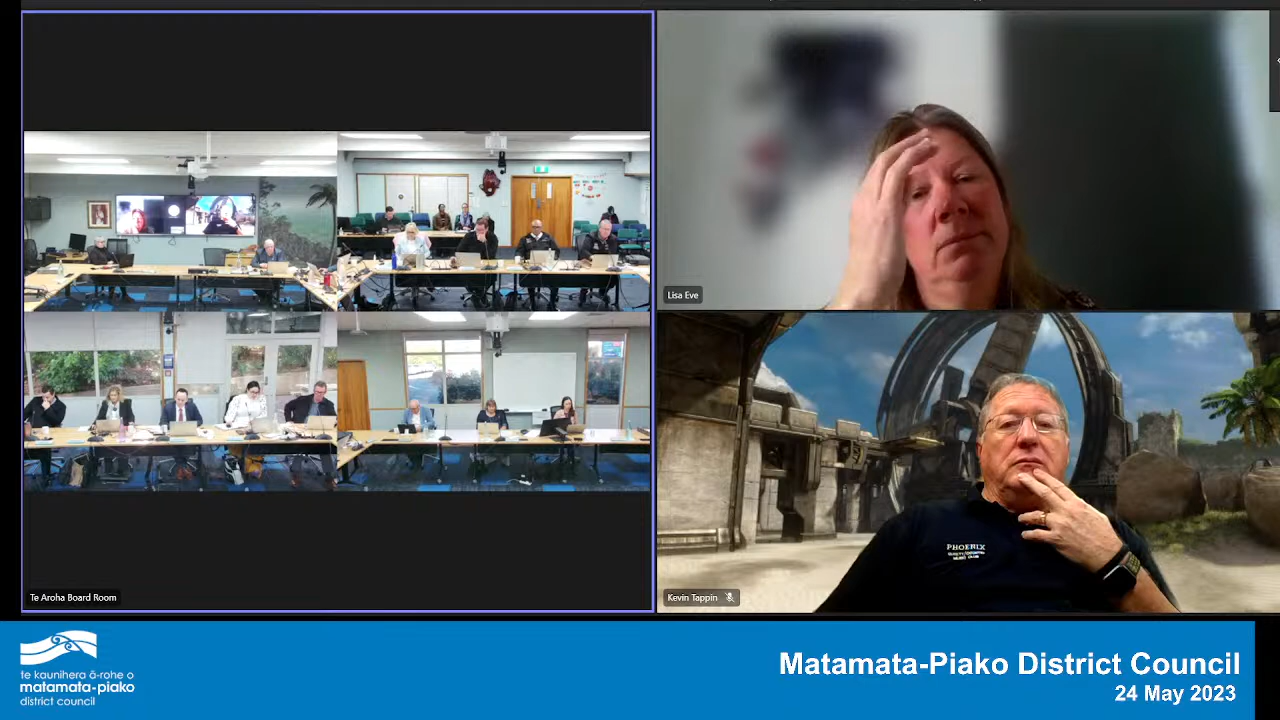 Lisa Eve
PHOENIX
Te Aroha Board Room
Kevin Tappin
te kaunihera ā-rohe o
matamata-piako
district council
Matamata-Piako District Council
24 May 2023